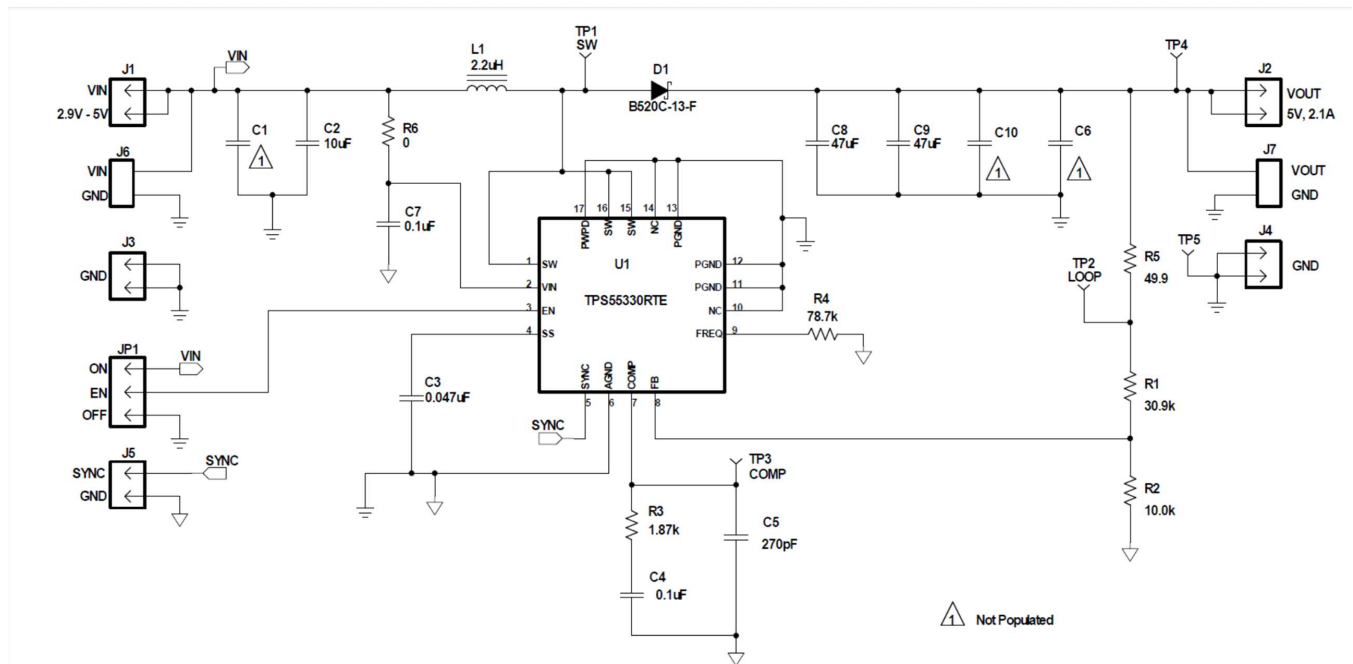 TP1
SW
TP4
L1
2.2uH
VIN
J1
VIN
2.9V - 5V
D1
B520C-13-F
J2
VOUT
5V, 2.1A
C1
1
C2
10uF
R6
0
C8
47uF
C9
47uF
C10
1
C6
1
J6
VIN
GND
J7
VOUT
GND
C7
0.1uF
17
16
15
14
13
PWPD
SW
SW
NC
PGND
J3
GND
U1
TPS55330RTE
1
SW
2
VIN
3
EN
4
SS
PGND
12
PGND
11
NC
10
FREQ
9
R4
78.7k
TP2
LOOP
R5
49.9
TP5
J4
GND
JP1
ON
EN
OFF
VIN
C3
0.047uF
SYNC
AGND
COMP
FB
5
6
7
8
SYNC
R1
30.9k
J5
SYNC
GND
SYNC
TP3
COMP
R2
10.0k
R3
1.87k
C5
270pF
C4
0.1uF
1
Not Populated